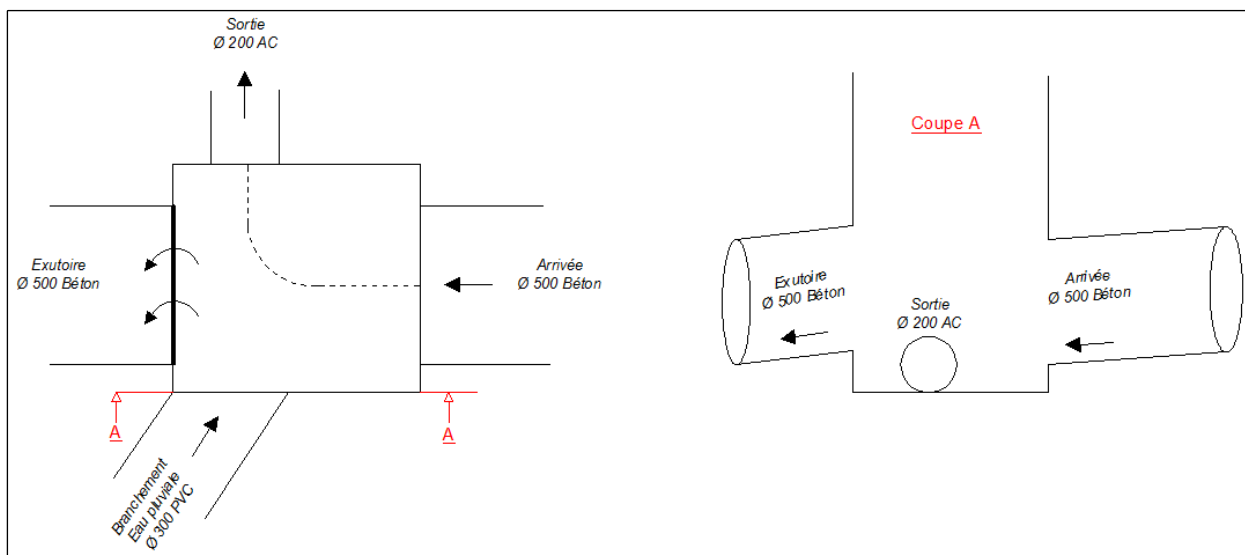 Sortie
Ø 200 AC
Exutoire
Ø 500 Béton
Arrivée
Ø 500 Béton
A
A
Branchement
Eau pluviale
Ø 300 PVC
Coupe A
Exutoire
Ø 500 Béton
Sortie
Ø 200 AC
Arrivée
Ø 500 Béton